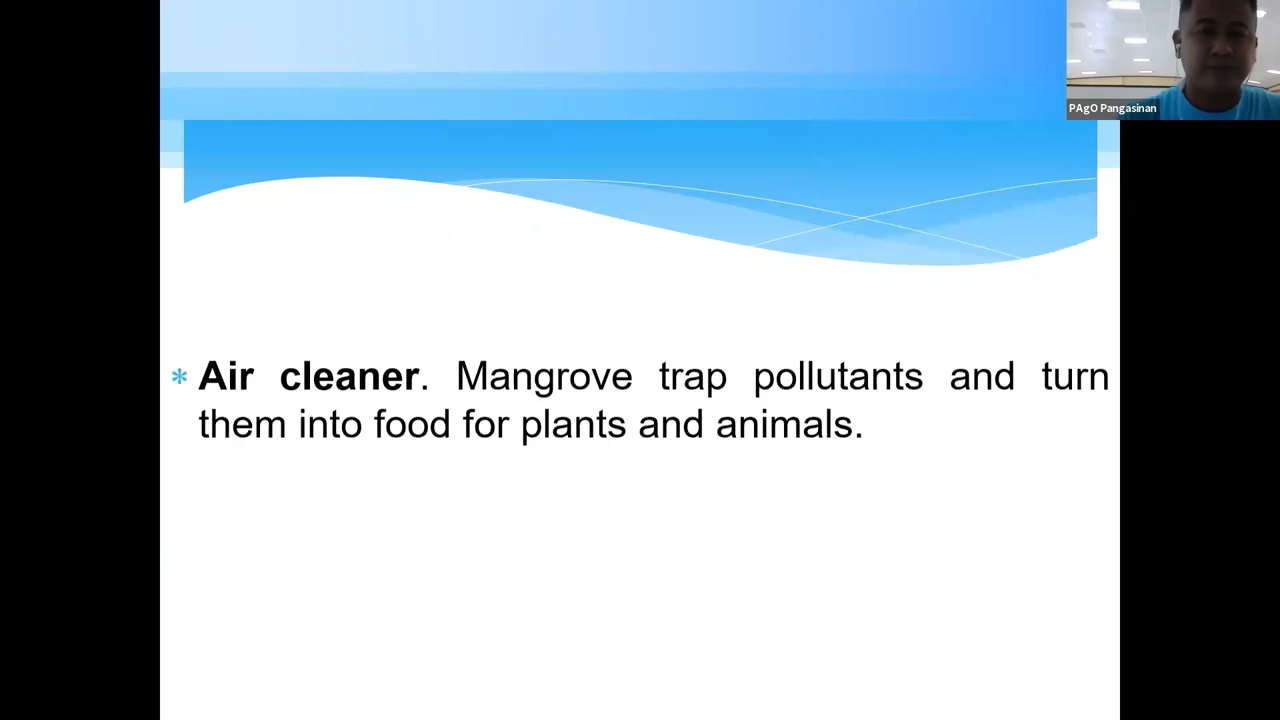 PAgO Pangasinan
* Air cleaner. Mangrove trap pollutants and turn
them into food for plants and animals.